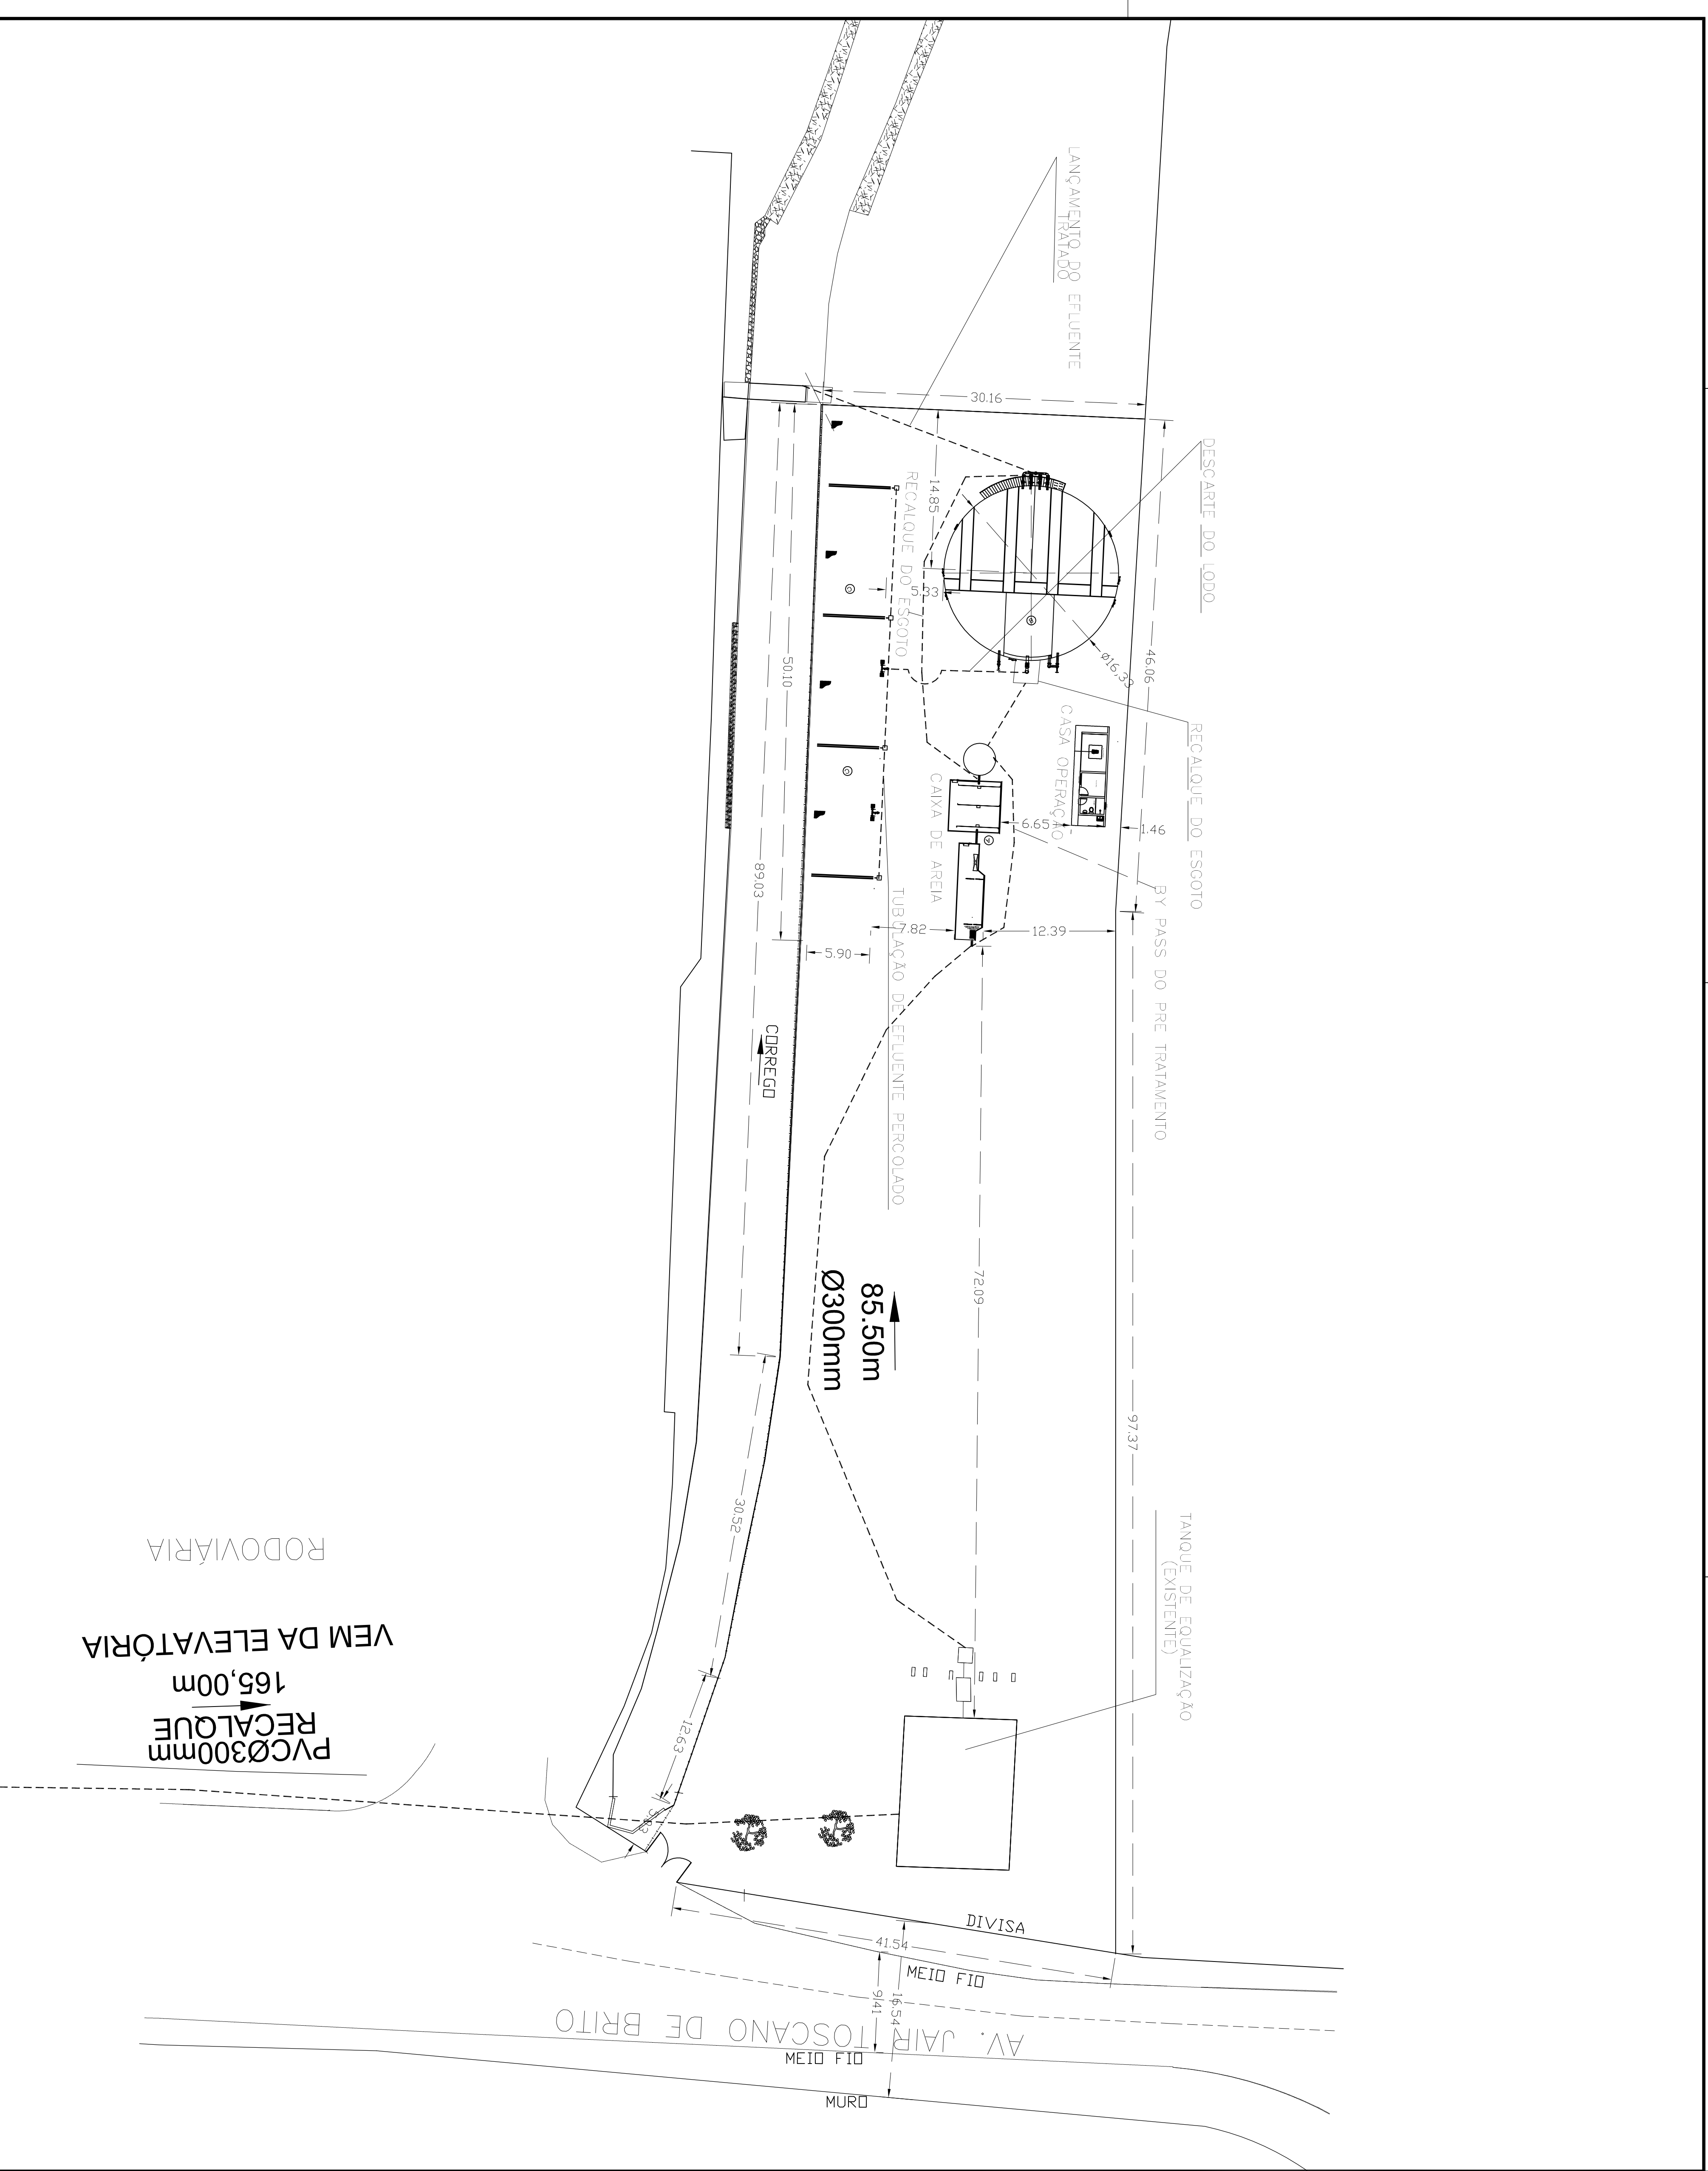 LANÇAMENTO DO EFLUENTE
TRATADO
30.16
DESCARTE DO LODO
14.85
RECALQUE DO ESGOTO
5.33
Ø16,33
46.06
50.10
RECALQUE DO ESGOTO
CASA OPERAÇÃO
CAIXA DE AREIA
6.65
1.46
89.03
BY PASS DO PRE TRATAMENTO
TUBULAÇÃO DE EFLUENTE PERCOLADO
7.82
12.39
5.90
CORREGO
72.09
85.50m
Ø300mm
97.37
30.52
TANQUE DE EQUALIZAÇÃO
(EXISTENTE)
RODOVIÁRIA
VEM DA ELEVATÓRIA
165,00m
RECALQUE
PVCØ300mm
12.63
DIVISA
41.54
MEIO FIO
9.41
16.54
AV. JAIR TOSCANO DE BRITO
MEIO FIO
MURO